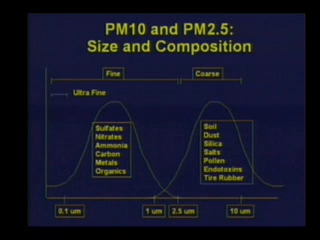 PM10 and PM2.5:
Size and Composition
Fine
Coarse
Ultra Fine
Sulfates
Nitrates
Ammonia
Carbon
Metals
Organics
Soil
Dust
Silica
Salts
Pollen
Endotoxins
Tire Rubber
0.1 um
1 um
2.5 um
10 um